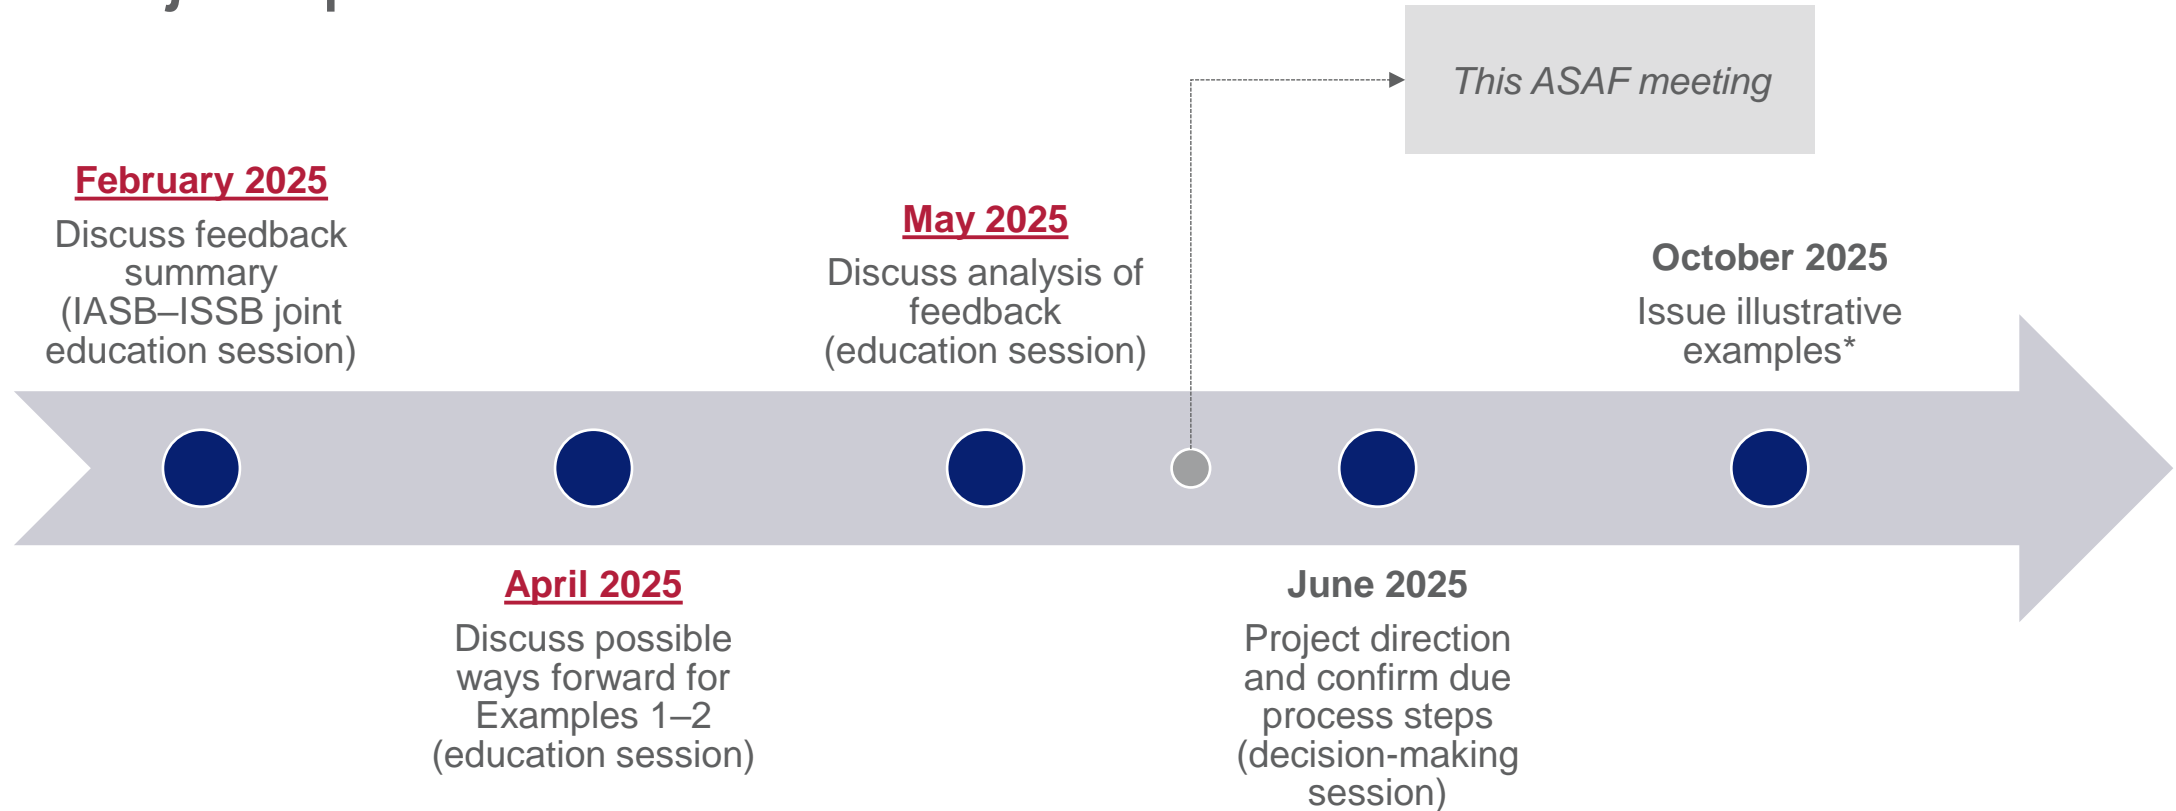 This ASAF meeting
February 2025
Discuss feedback
summary
(IASB–ISSB joint
education session)
May 2025
Discuss analysis of
feedback
(education session)
October 2025
Issue illustrative
examples*
April 2025
Discuss possible
ways forward for
Examples 1–2
(education session)
June 2025
Project direction
and confirm due
process steps
(decision-making
session)